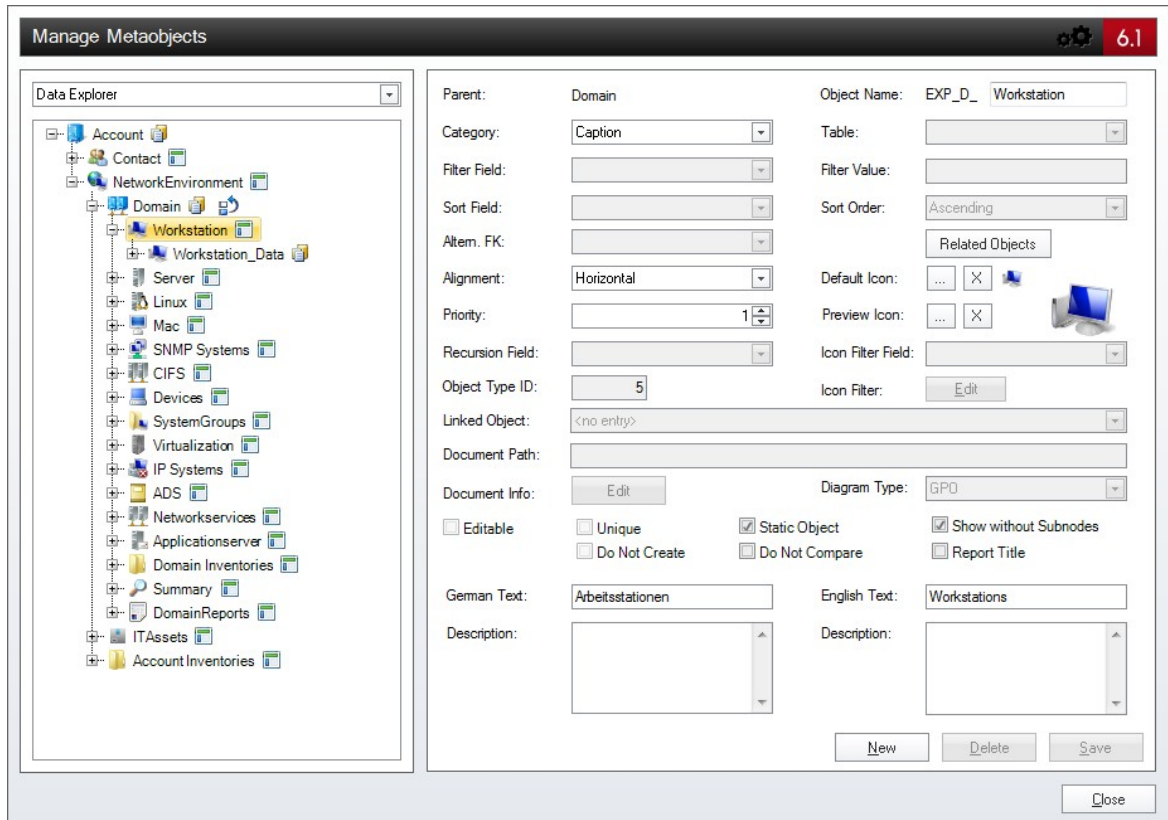 Manage Metaobjects
6.1
Data Explorer
Account
Contact
NetworkEnvironment
Domain
Workstation
Workstation_Data
Server
Linux
Mac
SNMP Systems
CIFS
Devices
SystemGroups
Virtualization
IP Systems
ADS
Networkservices
Applicationserver
Domain Inventories
Summary
DomainReports
ITAssets
Account Inventories
Parent: Domain Object Name: EXP_D_ Workstation
Category: Caption Table:
Filter Field: Filter Value:
Sort Field: Sort Order: Ascending
Altern. FK: Related Objects
Alignment: Horizontal Default Icon: ... X
Priority: 1 Preview Icon: ... X
Recursion Field: Icon Filter Field:
Object Type ID: 5 Icon Filter: Edit
Linked Object: <no entry>
Document Path:
Document Info: Edit Diagram Type: GPO
Editable Unique Static Object Show without Subnodes
Do Not Create Do Not Compare Report Title
German Text: Arbeitsstationen English Text: Workstations
Description: Description:
New Delete Save
Close